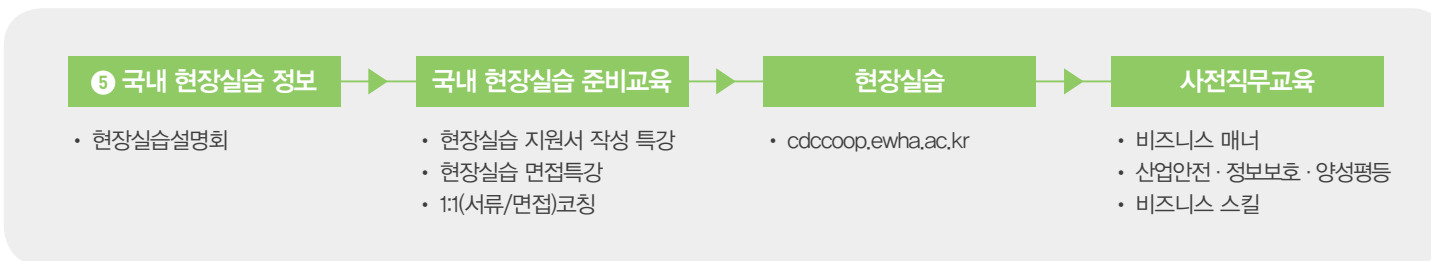 ❺ 국내 현장실습 정보
• 현장실습설명회
국내 현장실습 준비교육
• 현장실습 지원서 작성 특강
• 현장실습 면접특강
• 1:1(서류/면접)코칭
현장실습
• cdccoop.ewha.ac.kr
사전직무교육
• 비즈니스 매너
• 산업안전 · 정보보호 · 양성평등
• 비즈니스 스킬